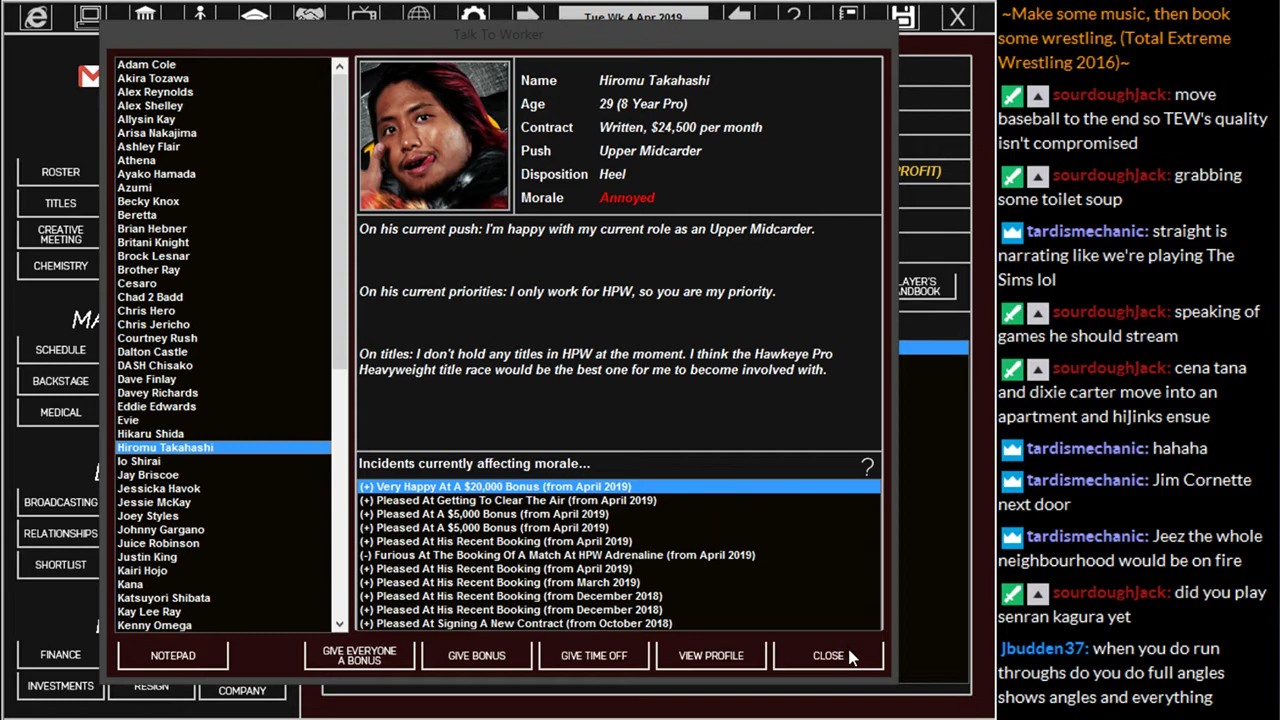 Tue Wk 4 Apr 2019
Talk To Worker
ROSTER
TITLES
CREATIVE
MEETING
CHEMISTRY
SCHEDULE
BACKSTAGE
MEDICAL
BROADCASTING
RELATIONSHIPS
SHORTLIST
FINANCE
INVESTMENTS
RESIGN
COMPANY
Adam Cole
Akira Tozawa
Alex Reynolds
Alex Shelley
Allysin Kay
Arisa Nakajima
Ashley Flair
Athena
Ayako Hamada
Azumi
Becky Knox
Beretta
Brian Hebner
Britani Knight
Brock Lesnar
Brother Ray
Cesaro
Chad 2 Badd
Chris Hero
Chris Jericho
Courtney Rush
Dalton Castle
DASH Chisako
Dave Finlay
Davey Richards
Eddie Edwards
Evie
Hikaru Shida
Hiromu Takahashi
Io Shirai
Jay Briscoe
Jessicka Havok
Jessie McKay
Joey Styles
Johnny Gargano
Juice Robinson
Justin King
Kairi Hojo
Kana
Katsuyori Shibata
Kay Lee Ray
Kenny Omega
Name Hiromu Takahashi
Age 29 (8 Year Pro)
Contract Written, $24,500 per month
Push Upper Midcarder
Disposition Heel
Morale Annoyed
On his current push: I'm happy with my current role as an Upper Midcarder.
On his current priorities: I only work for HPW, so you are my priority.
On titles: I don't hold any titles in HPW at the moment. I think the Hawkeye Pro
Heavyweight title race would be the best one for me to become involved with.
Incidents currently affecting morale...
?
(+) Very Happy At A $20,000 Bonus (from April 2019)
(+) Pleased At Getting To Clear The Air (from April 2019)
(+) Pleased At A $5,000 Bonus (from April 2019)
(+) Pleased At A $5,000 Bonus (from April 2019)
(+) Pleased At His Recent Booking (from April 2019)
(-) Furious At The Booking Of A Match At HPW Adrenaline (from April 2019)
(+) Pleased At His Recent Booking (from April 2019)
(+) Pleased At His Recent Booking (from March 2019)
(+) Pleased At His Recent Booking (from December 2018)
(+) Pleased At His Recent Booking (from December 2018)
(+) Pleased At Signing A New Contract (from October 2018)
NOTEPAD
GIVE EVERYONE
A BONUS
GIVE BONUS
GIVE TIME OFF
VIEW PROFILE
CLOSE
PROFIT)
LAYER'S
NDBOOK
~Make some music, then book
some wrestling. (Total Extreme
Wrestling 2016)~
sourdoughJack: move
baseball to the end so TEW's quality
isn't compromised
sourdoughJack: grabbing
some toilet soup
tardismechanic: straight is
narrating like we're playing The
Sims lol
sourdoughJack: speaking of
games he should stream
sourdoughJack: cena tana
and dixie carter move into an
apartment and hiJinks ensue
tardismechanic: hahaha
tardismechanic: Jim Cornette
next door
tardismechanic: Jeez the whole
neighbourhood would be on fire
sourdoughJack: did you play
senran kagura yet
Jbudden37: when you do run
throughs do you do full angles
shows angles and everything